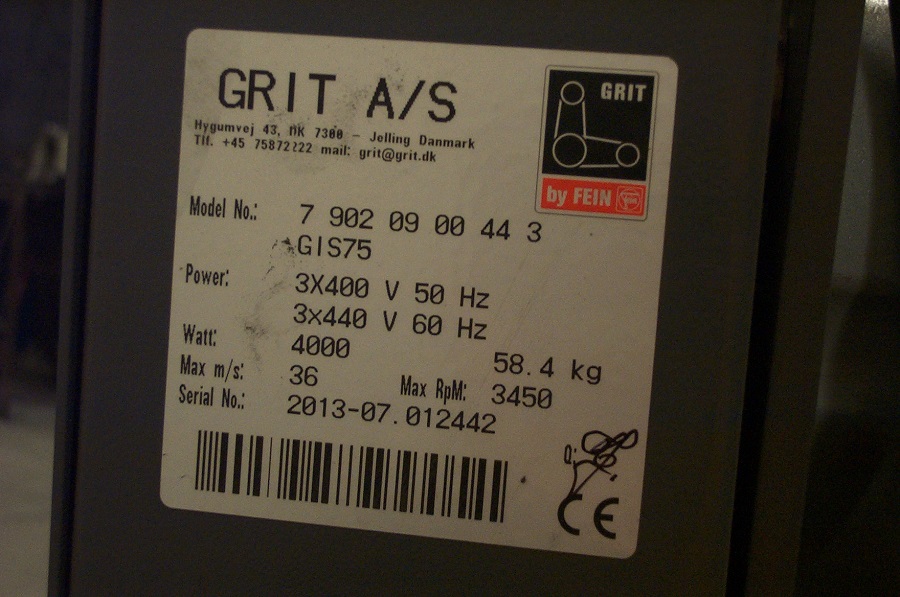 GRIT A/S
Hygumvej 43, DK 7300 - Jelling Danmark
Tlf. +45 75872222 mail: grit@grit.dk
GRIT
by FEIN
Model No.: 7 902 09 00 44 3
GIS75
Power: 3X400 V 50 Hz
3x440 V 60 Hz
Watt: 4000 58.4 kg
Max m/s: 36 Max RpM: 3450
Serial No.: 2013-07.012442
Q:
CE